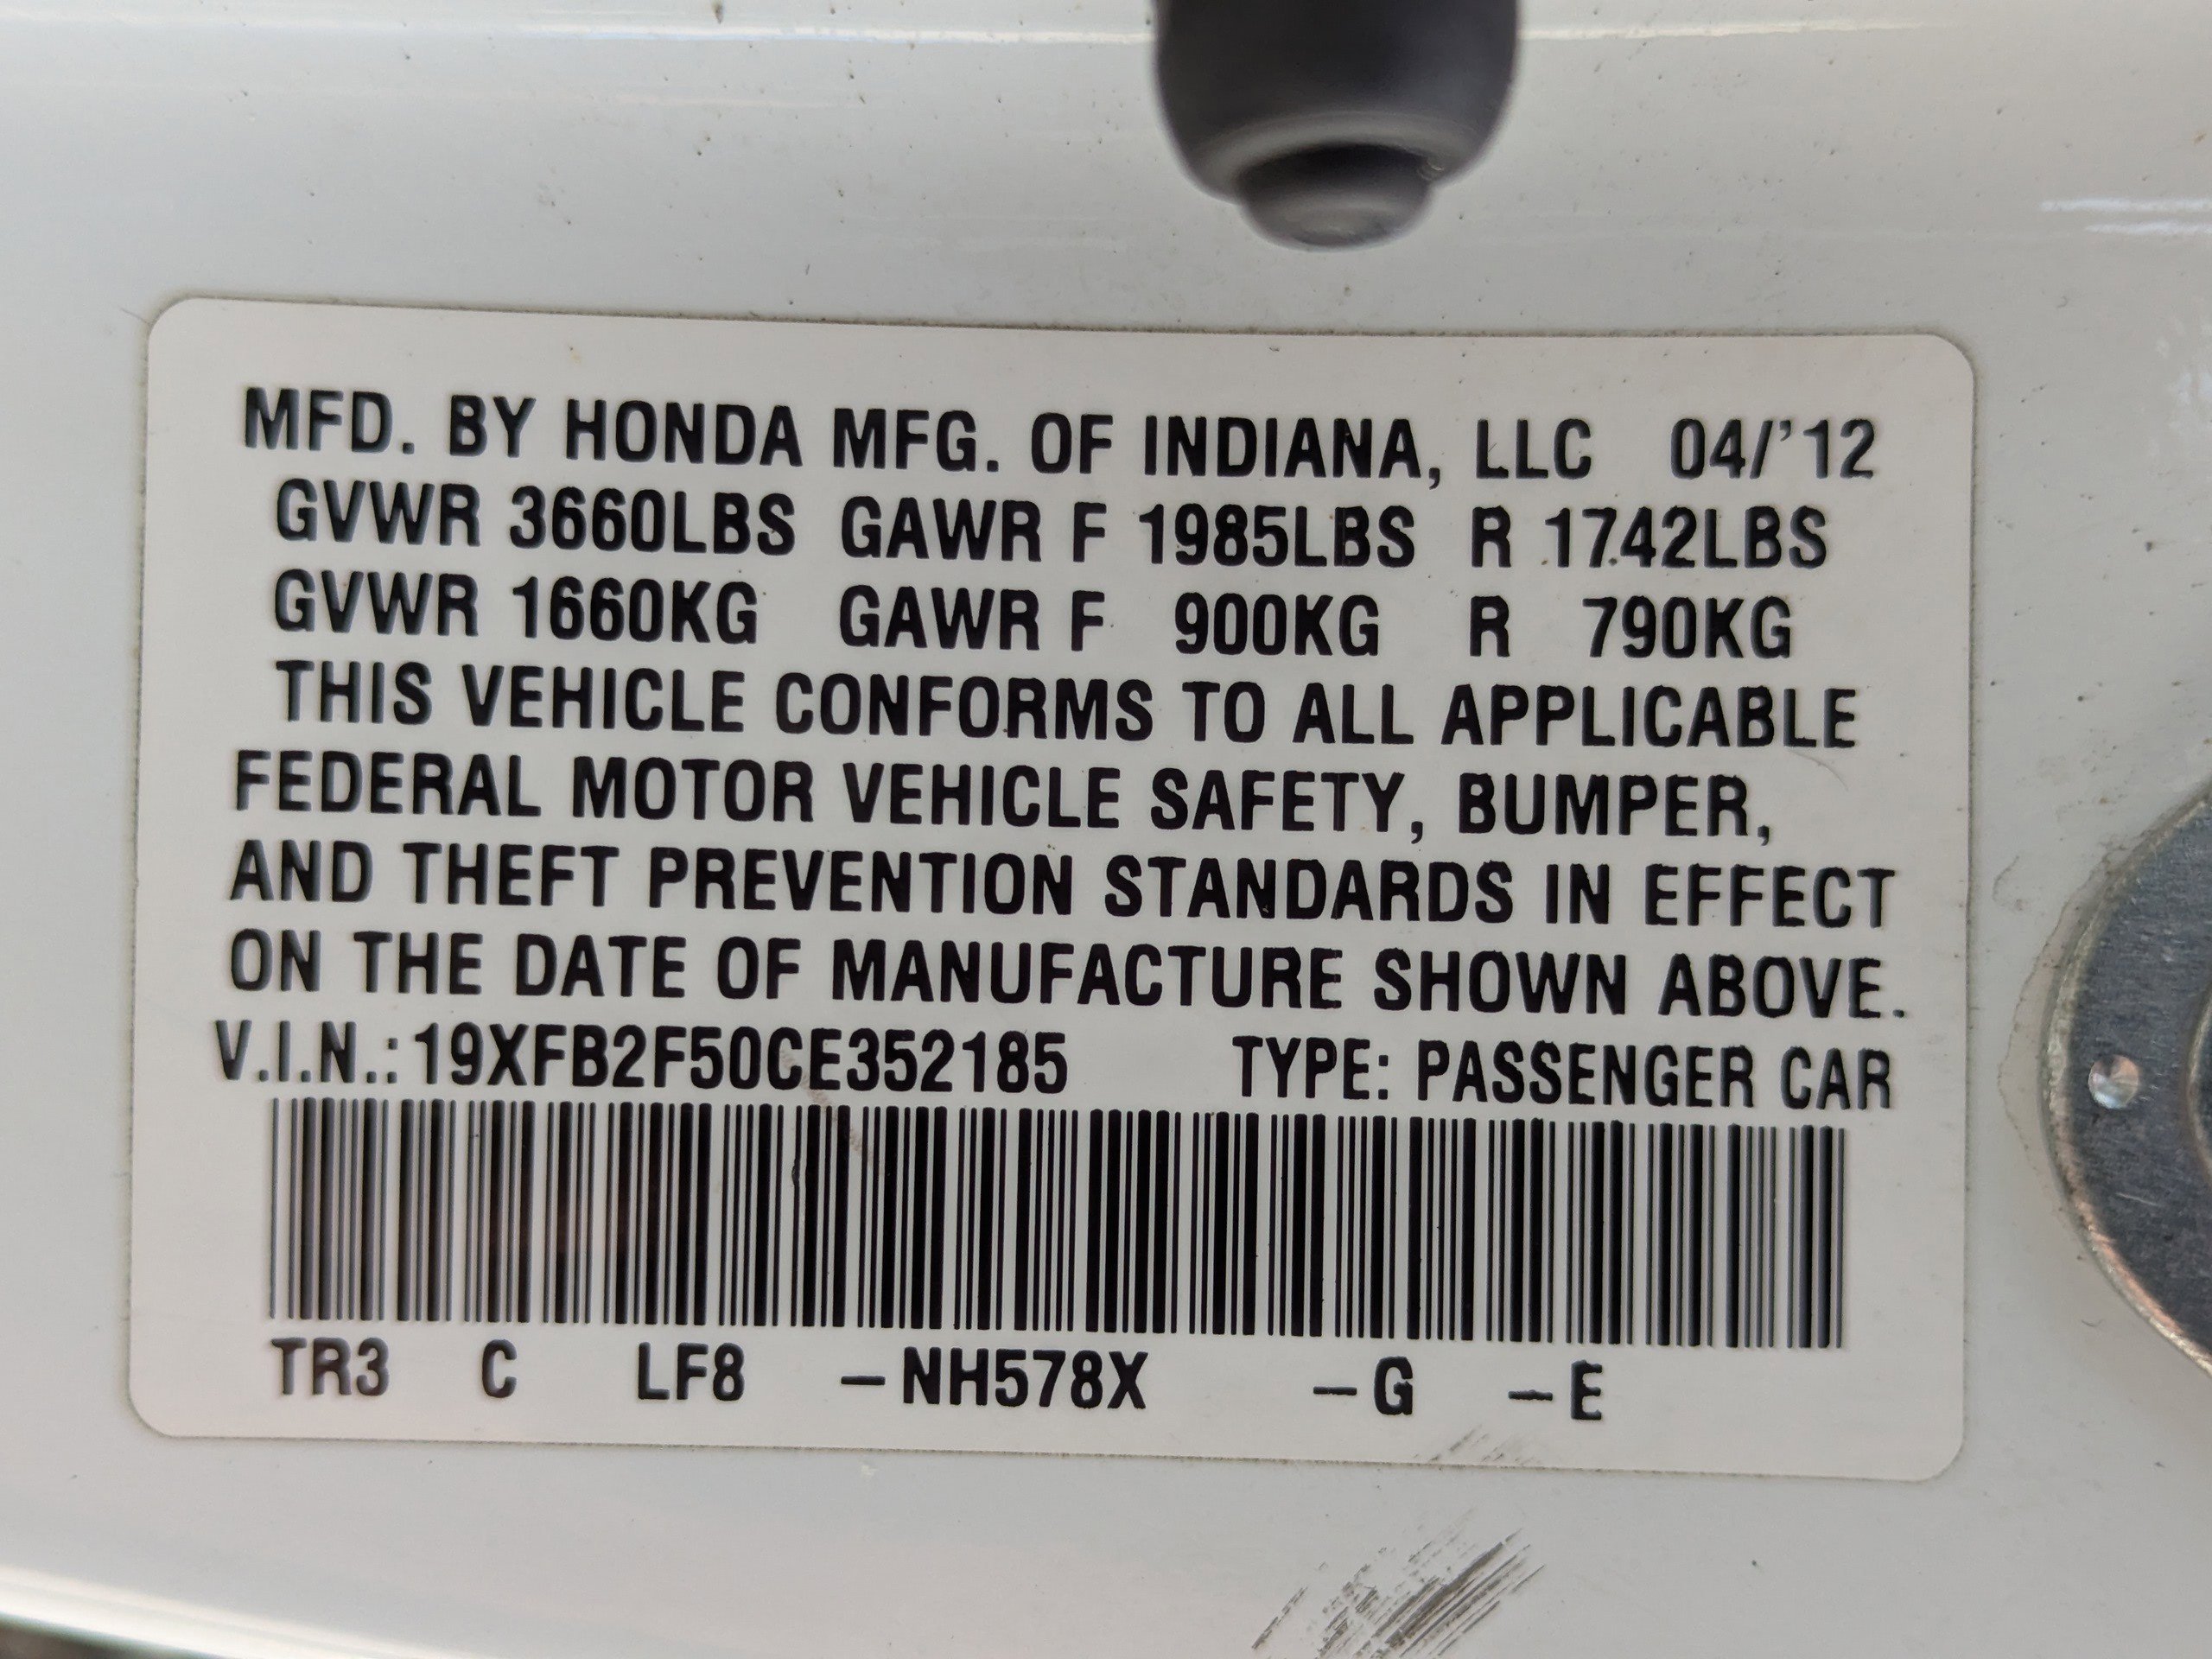 MFD. BY HONDA MFG. OF INDIANA, LLC 04/'12
GVWR 3660LBS GAWR F 1985LBS R 1742LBS
GVWR 1660KG GAWR F 900KG R 790KG
THIS VEHICLE CONFORMS TO ALL APPLICABLE
FEDERAL MOTOR VEHICLE SAFETY, BUMPER,
AND THEFT PREVENTION STANDARDS IN EFFECT
ON THE DATE OF MANUFACTURE SHOWN ABOVE.
V.I.N.:19XFB2F50CE352185 TYPE: PASSENGER CAR
TR3 C LF8 –NH578X –G –E